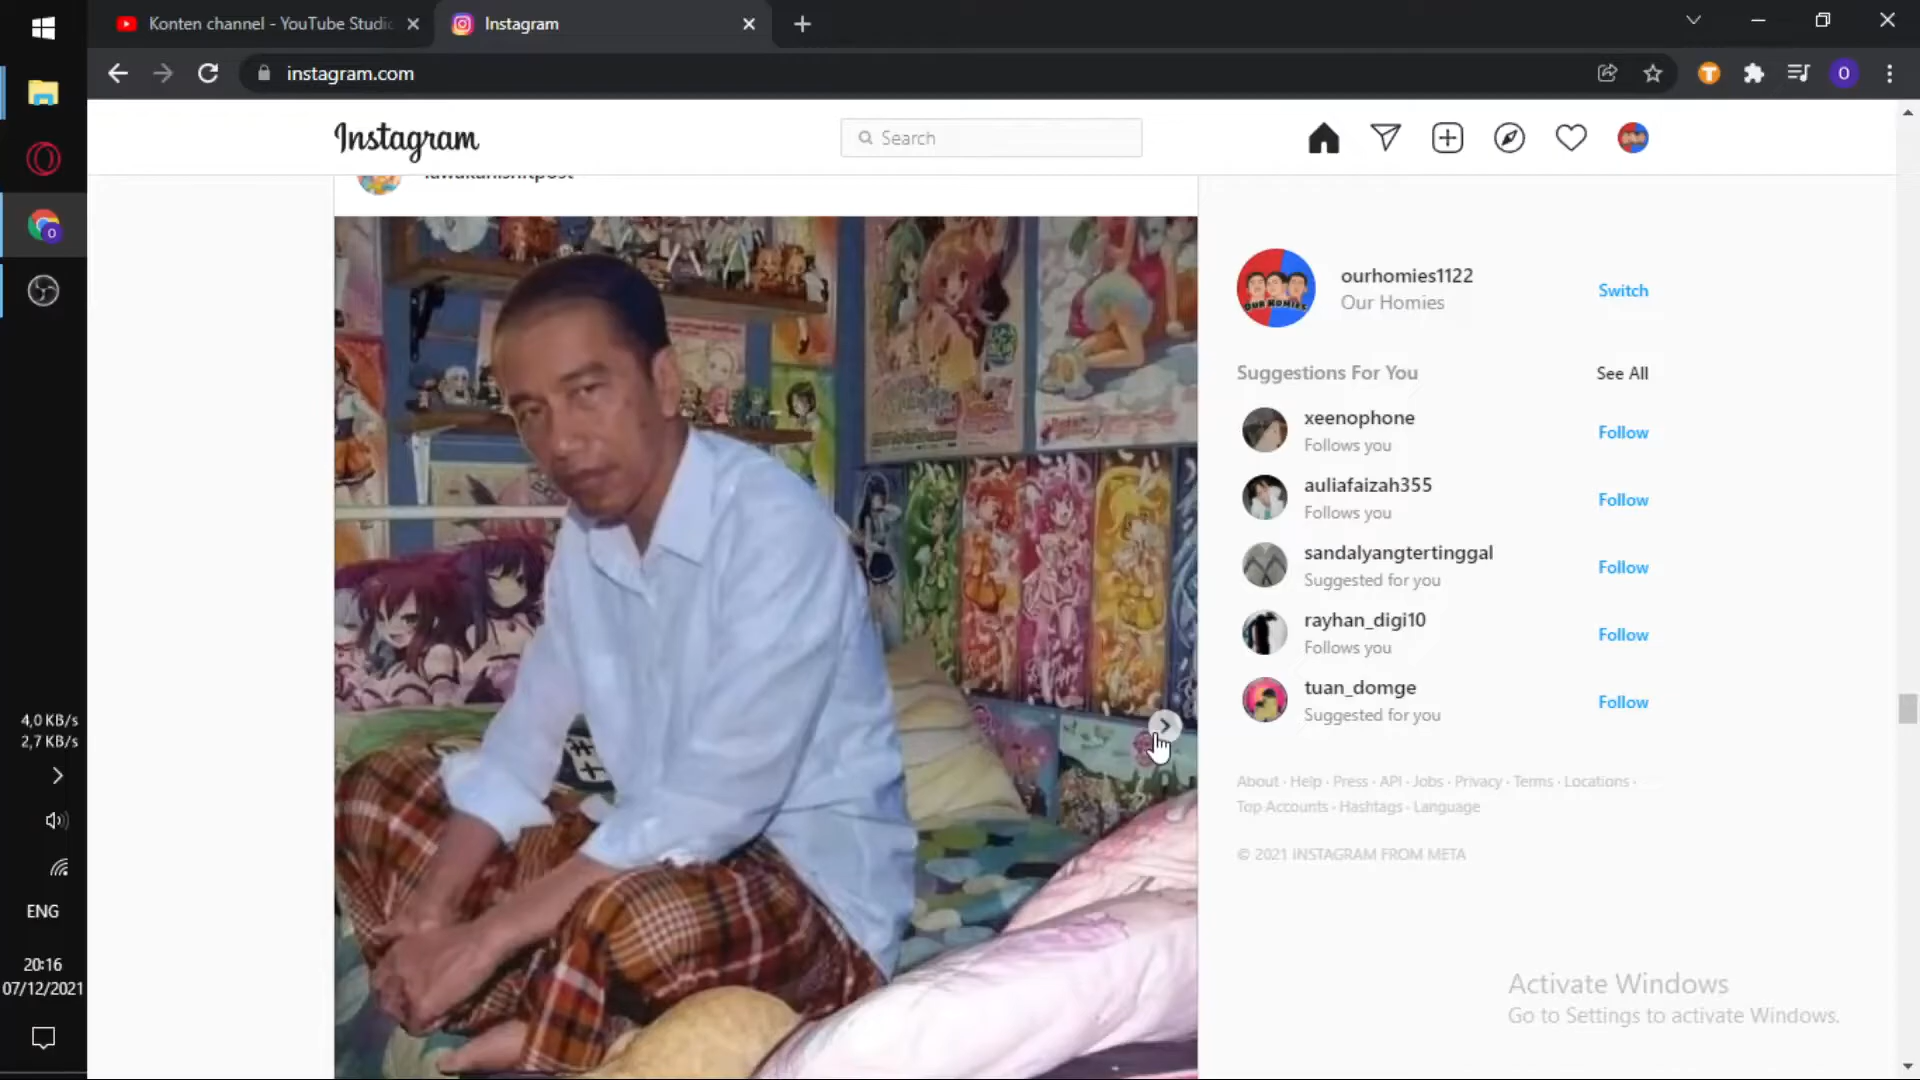 Konten channel - YouTube Studio
Instagram
instagram.com
Instagram
Search
ourhomies1122
Our Homies
Switch
OUR HOMIES
Suggestions For You
See All
xeenophone
Follows you
Follow
auliafaizah355
Follows you
Follow
sandalyangtertinggal
Suggested for you
Follow
rayhan_digi10
Follows you
Follow
tuan_domge
Suggested for you
Follow
About · Help · Press · API · Jobs · Privacy · Terms · Locations ·
Top Accounts · Hashtags · Language
© 2021 INSTAGRAM FROM META
Activate Windows
Go to Settings to activate Windows.
4,0 KB/s
2,7 KB/s
ENG
20:16
07/12/2021